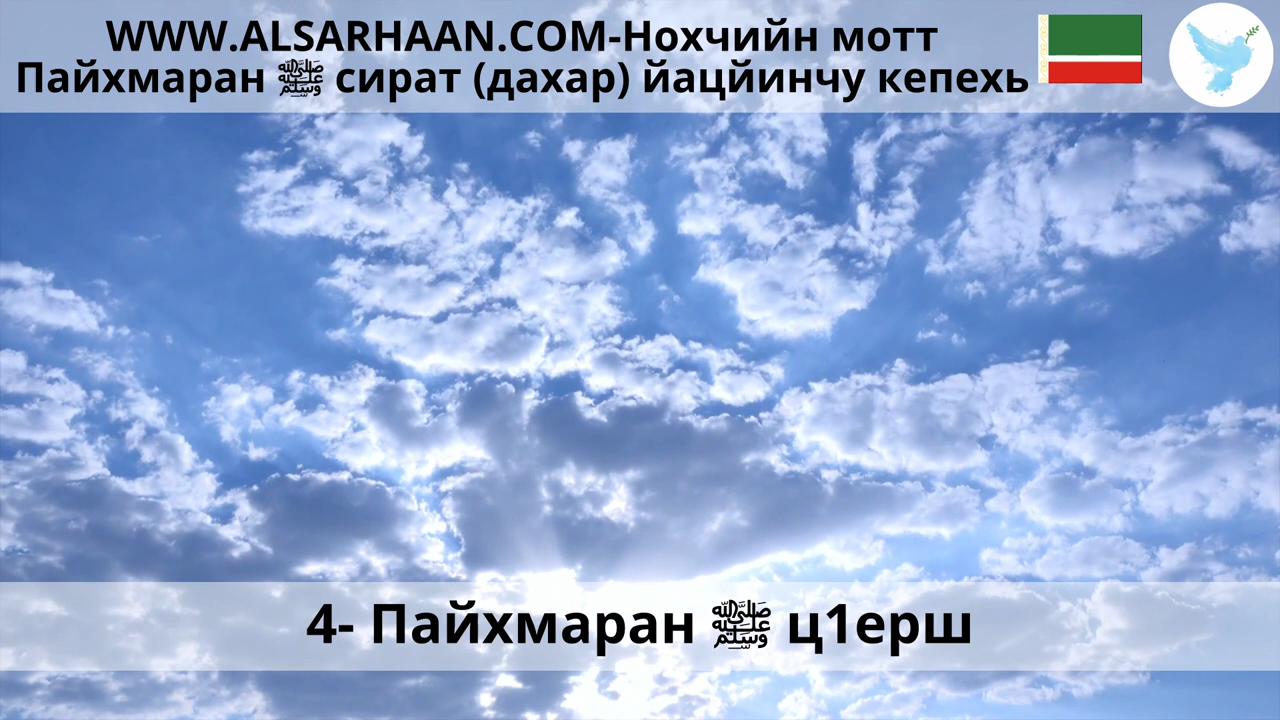 WWW.ALSARHAAN.COM-Нохчийн мотт
Пайхмаран ﷺ сират (дахар) йацйинчу кепехь
4- Пайхмаран ﷺ ц1ерш